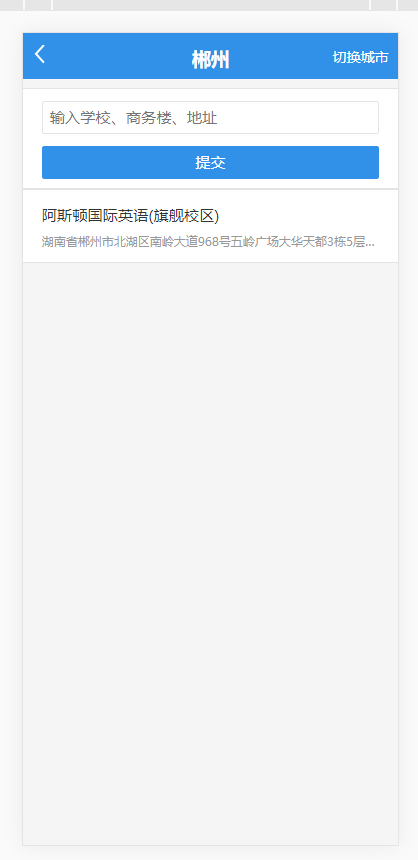 郴州
切换城市
输入学校、商务楼、地址
提交
阿斯顿国际英语(旗舰校区)
湖南省郴州市北湖区南岭大道968号五岭广场大华天都3栋5层...